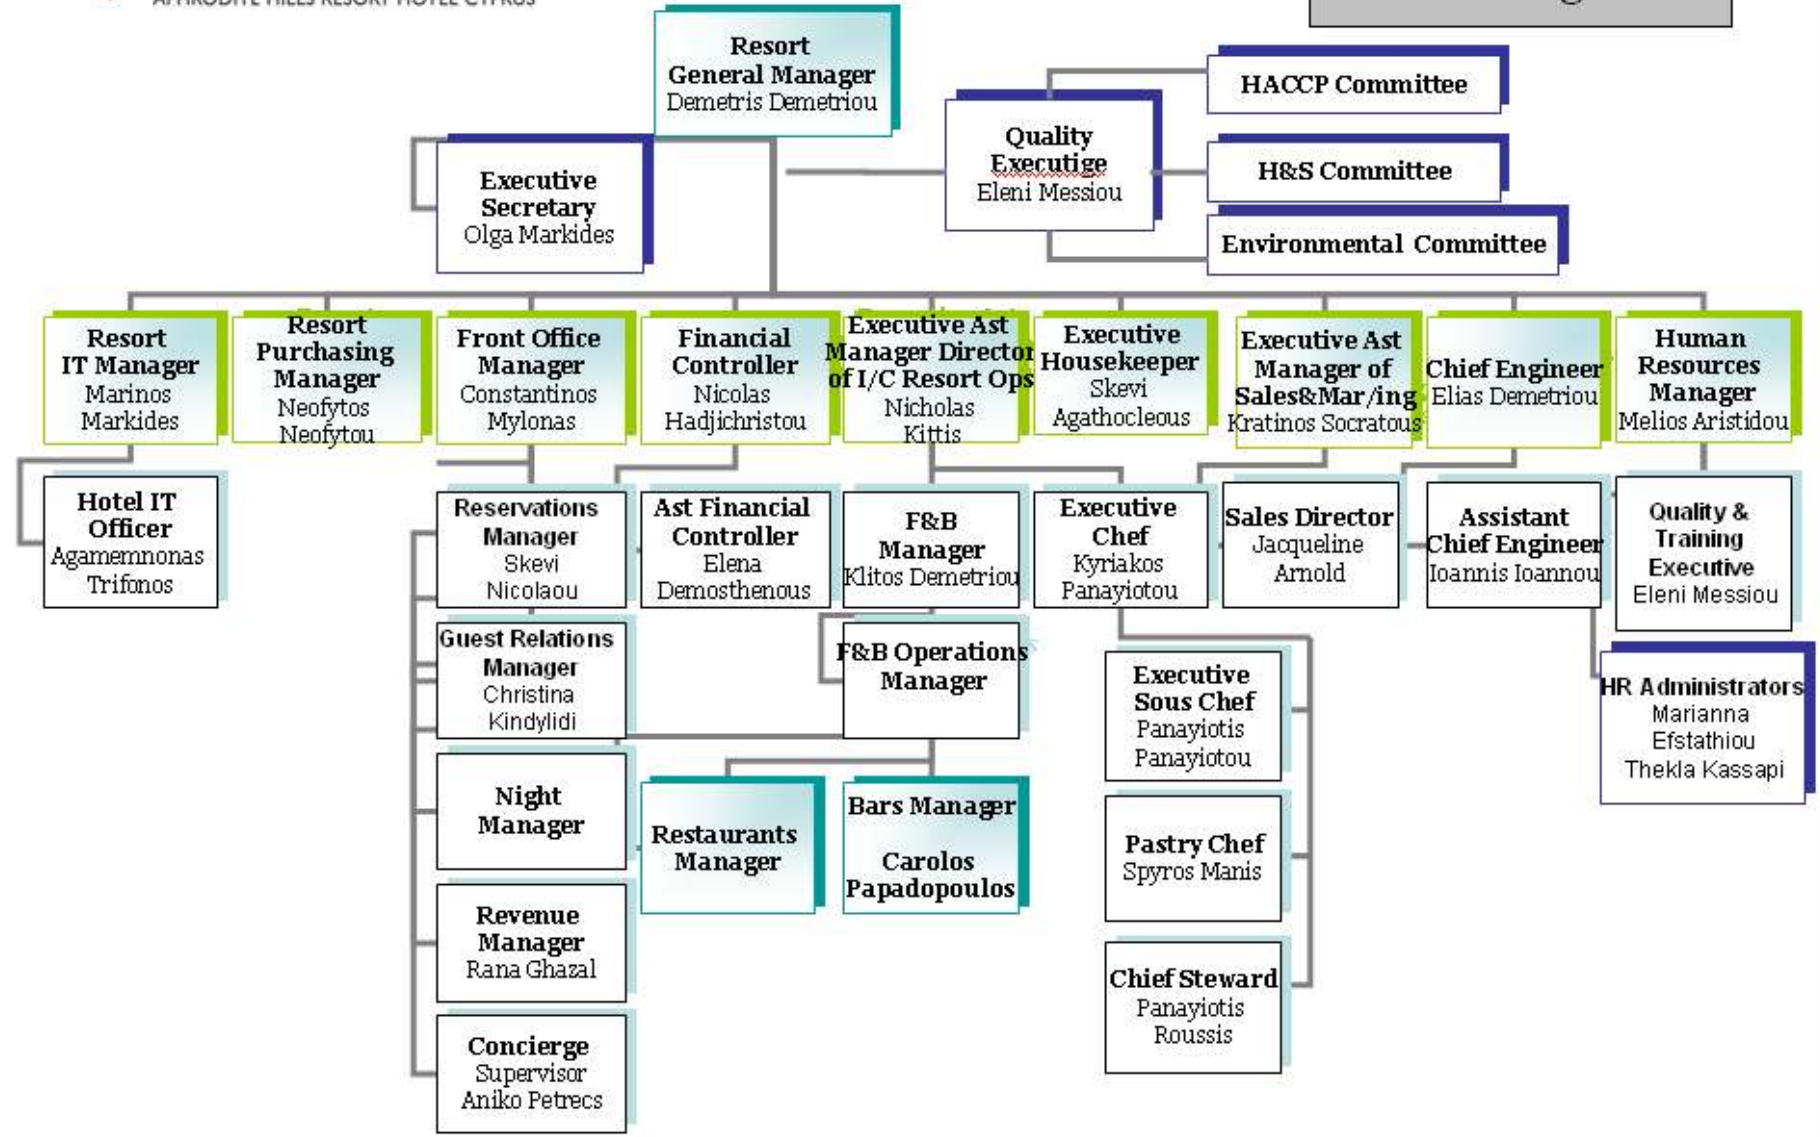 APHRODITE HILLS RESORT HOTEL CYPRUS
Resort
General Manager
Demetris Demetriou
HACCP Committee
Quality
Executige
Eleni Messiou
H&S Committee
Environmental Committee
Executive
Secretary
Olga Markides
Resort
IT Manager
Marinos
Markides
Resort
Purchasing
Manager
Neofytos
Neofytou
Front Office
Manager
Constantinos
Mylonas
Financial
Controller
Nicolas
Hadjichristou
Executive Ast
Manager Director
of I/C Resort Ops
Nicholas
Kittis
Executive
Housekeeper
Skevi
Agathocleous
Executive Ast
Manager of
Sales&Mar/ing
Kratinos Socratous
Chief Engineer
Elias Demetriou
Human
Resources
Manager
Melios Aristidou
Hotel IT
Officer
Agamemnonas
Trifonos
Reservations
Manager
Skevi
Nicolaou
Ast Financial
Controller
Elena
Demosthenous
F&B
Manager
Klitos Demetriou
Executive
Chef
Kyriakos
Panayiotou
Sales Director
Jacqueline
Arnold
Assistant
Chief Engineer
Ioannis Ioannou
Quality &
Training
Executive
Eleni Messiou
Guest Relations
Manager
Christina
Kindylidi
F&B Operations
Manager
Executive
Sous Chef
Panayiotis
Panayiotou
HR Administrators
Marianna
Efstathiou
Thekla Kassapi
Night
Manager
Restaurants
Manager
Bars Manager
Carolos
Papadopoulos
Pastry Chef
Spyros Manis
Revenue
Manager
Rana Ghazal
Chief Steward
Panayiotis
Roussis
Concierge
Supervisor
Aniko Petrecs